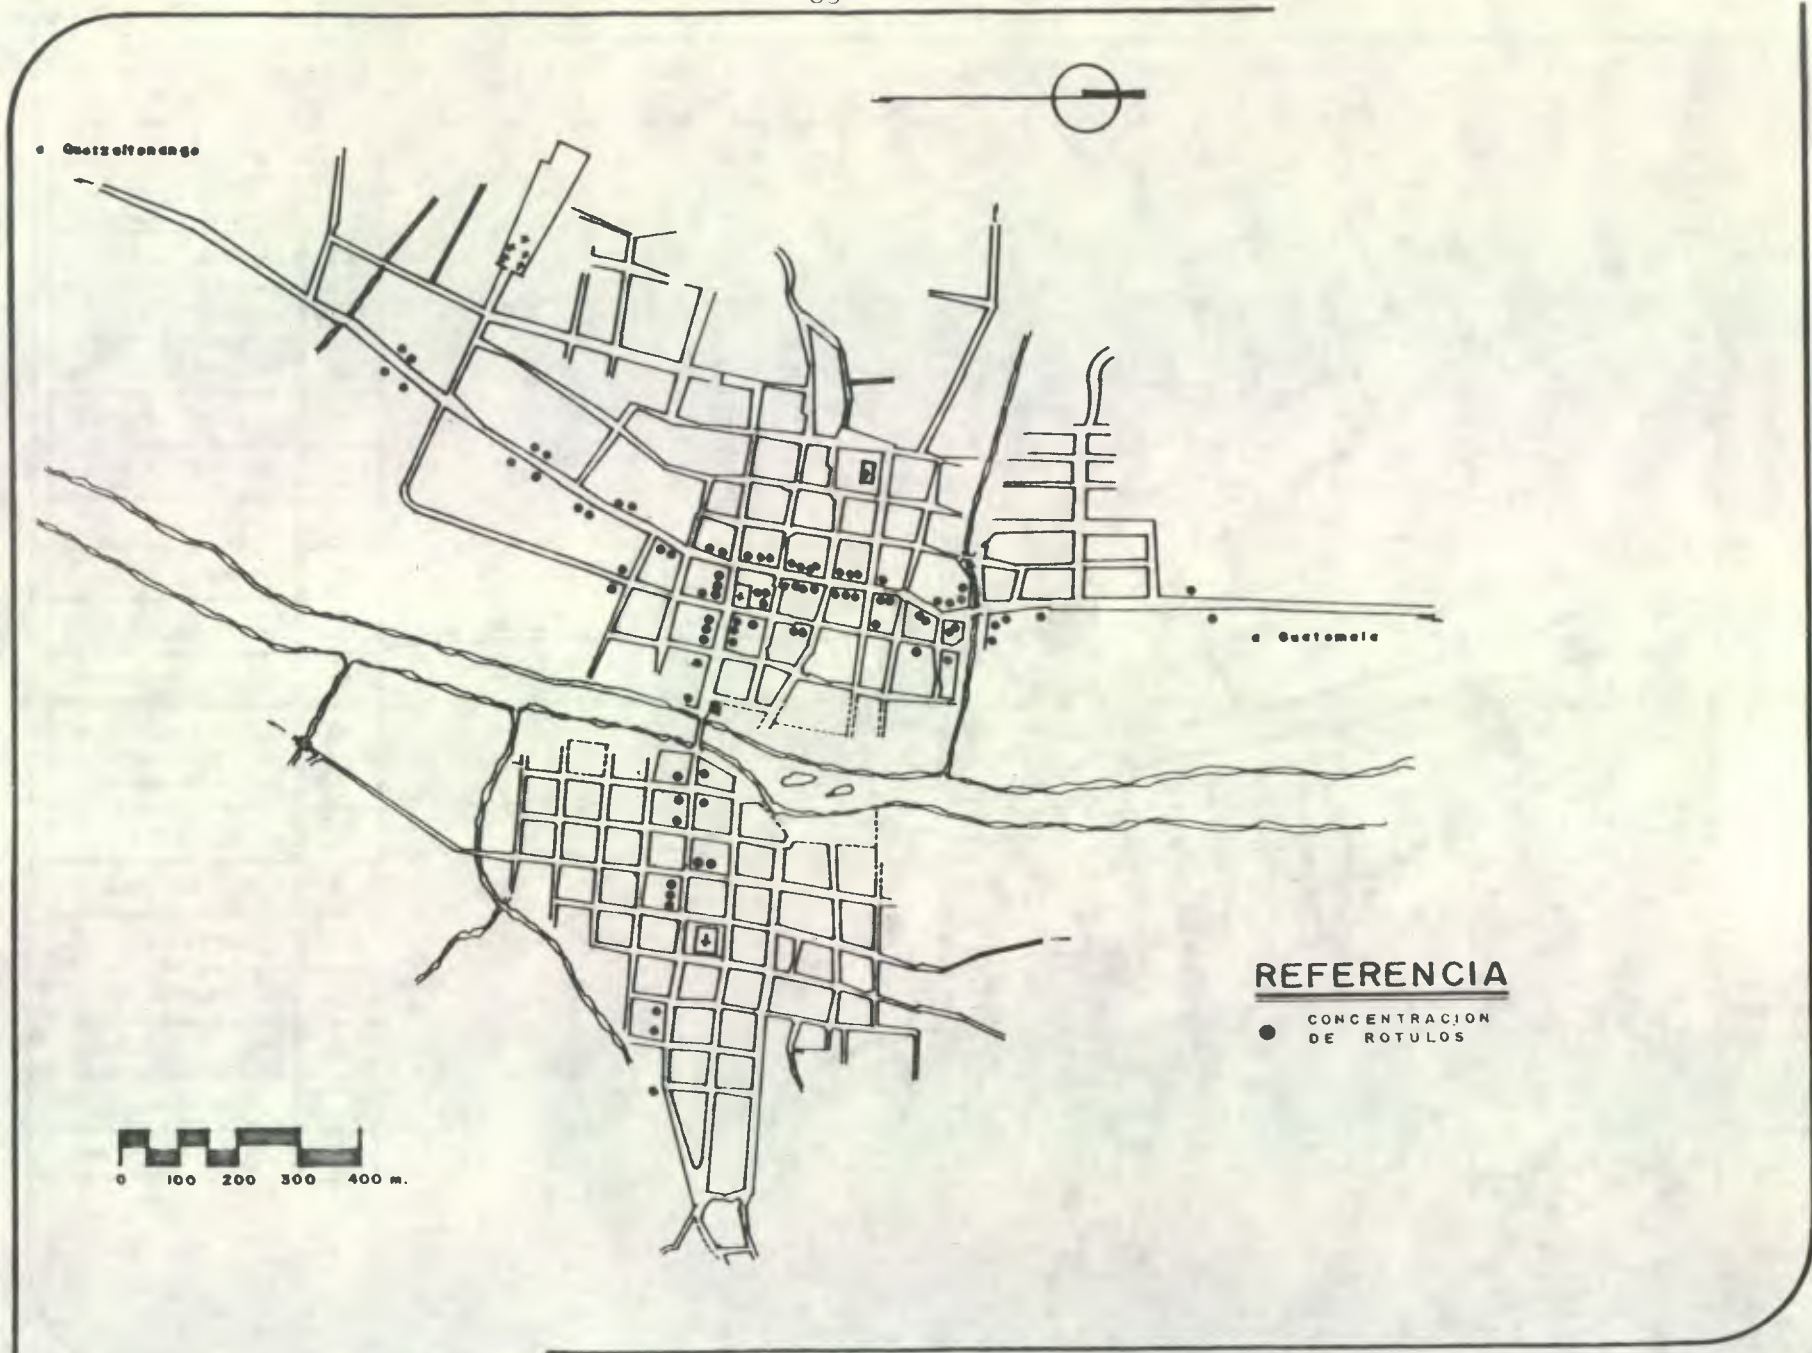 a Quetzaltenango
a Guatemala
REFERENCIA
CONCENTRACION
DE ROTULOS
0 100 200 300 400 m.